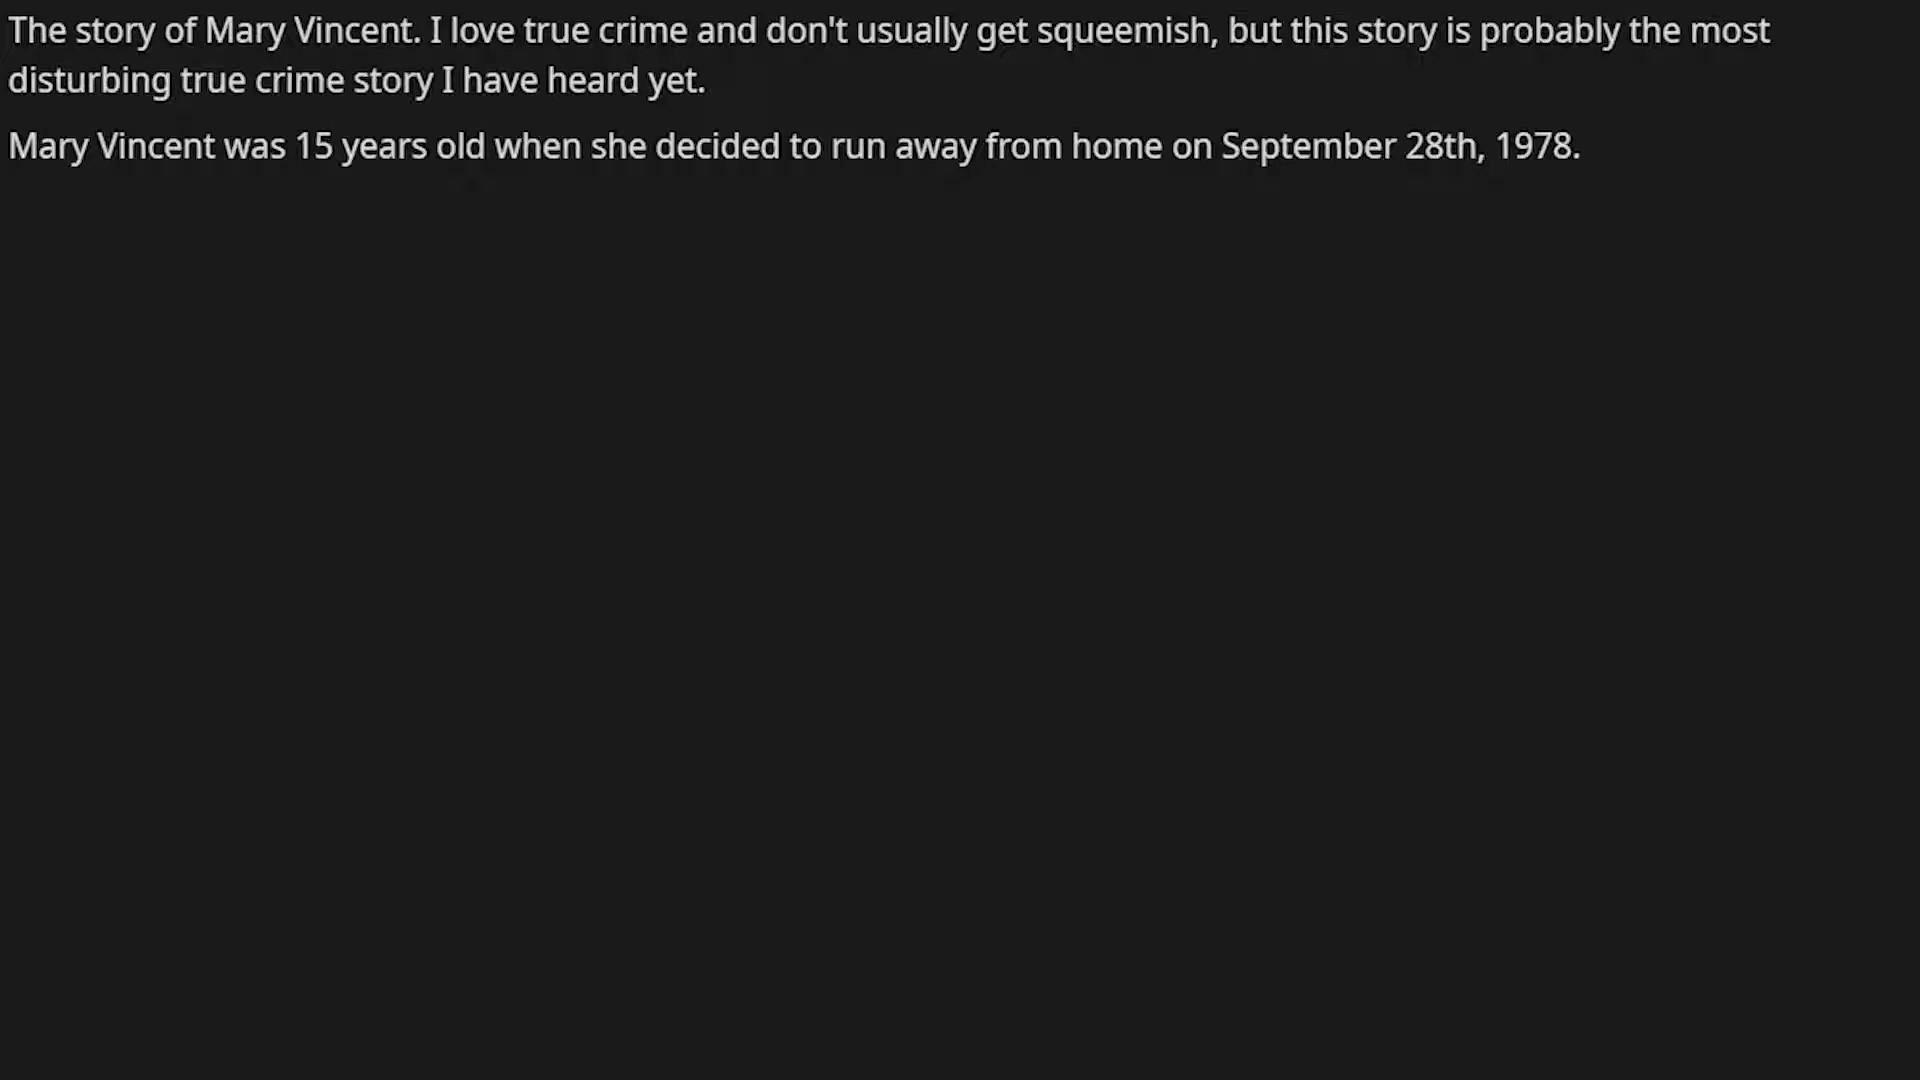 The story of Mary Vincent. I love true crime and don't usually get squeemish, but this story is probably the most
disturbing true crime story I have heard yet.
Mary Vincent was 15 years old when she decided to run away from home on September 28th, 1978.